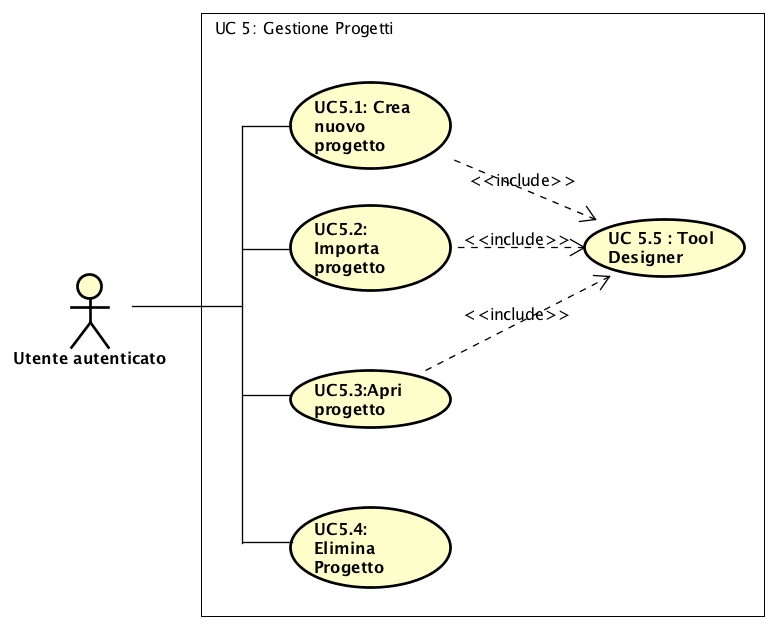 UC 5: Gestione Progetti
UC5.1: Crea
nuovo
progetto
<<include>>
UC5.2:
Importa
progetto
<<include>>
UC 5.5 : Tool
Designer
<<include>>
Utente autenticato
UC5.3:Apri
progetto
UC5.4:
Elimina
Progetto